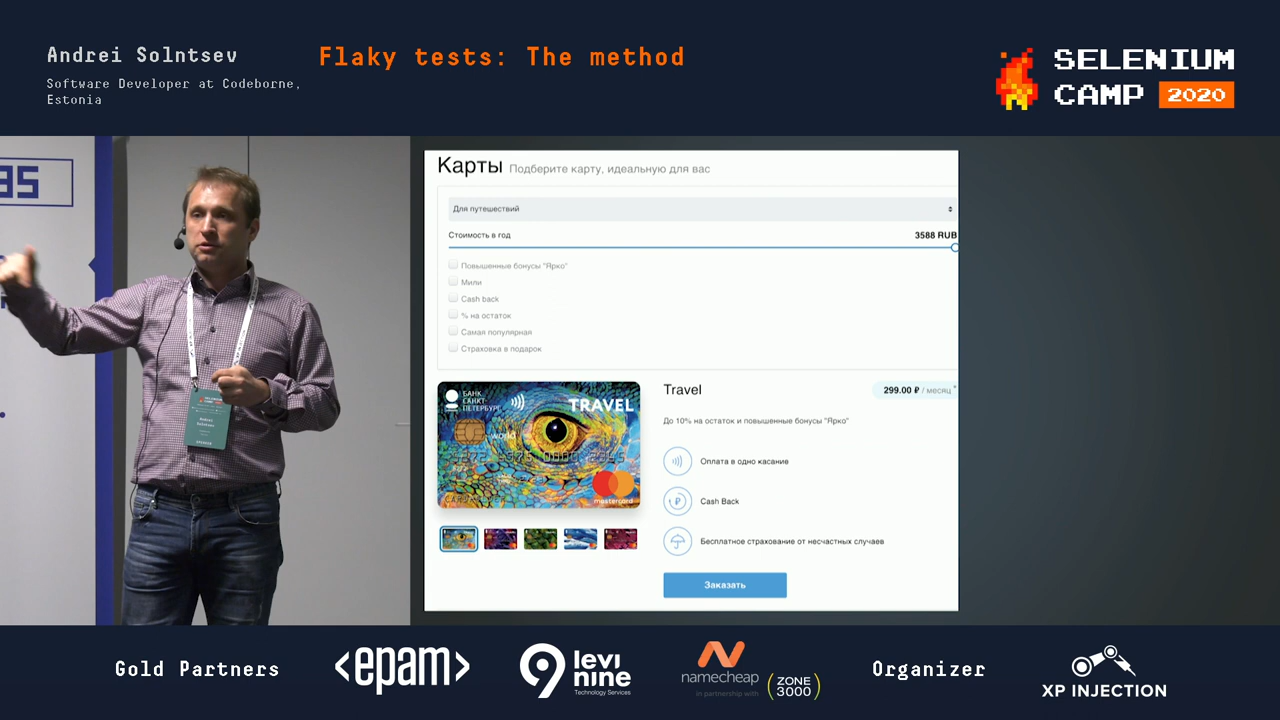 Andrei Solntsev
Software Developer at Codeborne,
Estonia
Flaky tests: The method
SELENIUM
CAMP 2020
Карты Подберите карту, идеальную для вас
Для путешествий
Стоимость в год 3588 RUB
Повышенные бонусы "Ярко"
Мили
Cash back
% на остаток
Самая популярная
Страховка в подарок
БАНК
САНКТ-
ПЕТЕРБУРГ
TRAVEL
world
mastercard
Travel 299.00 ₽ / месяц *
До 10% на остаток и повышенные бонусы "Ярко"
Оплата в одно касание
Cash Back
Бесплатное страхование от несчастных случаев
Заказать
Gold Partners
<epam>
9 levi
nine
Technology Services
namecheap
in partnership with
ZONE
3000
Organizer
XP INJECTION